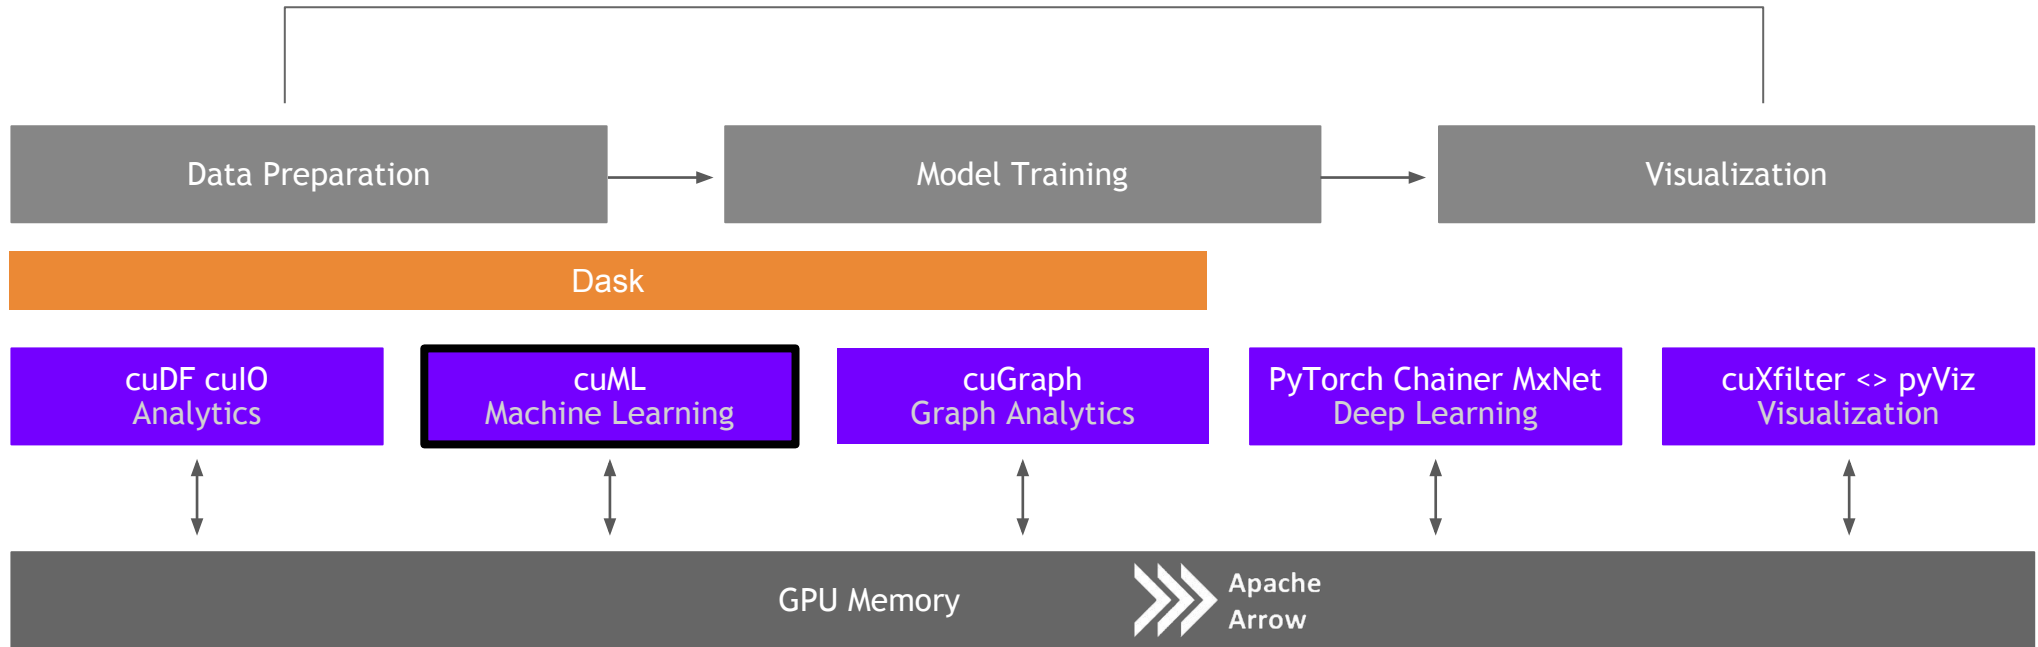 Data Preparation
Model Training
Visualization
Dask
cuDF cuIO
Analytics
cuML
Machine Learning
cuGraph
Graph Analytics
PyTorch Chainer MxNet
Deep Learning
cuXfilter <> pyViz
Visualization
GPU Memory
Apache
Arrow